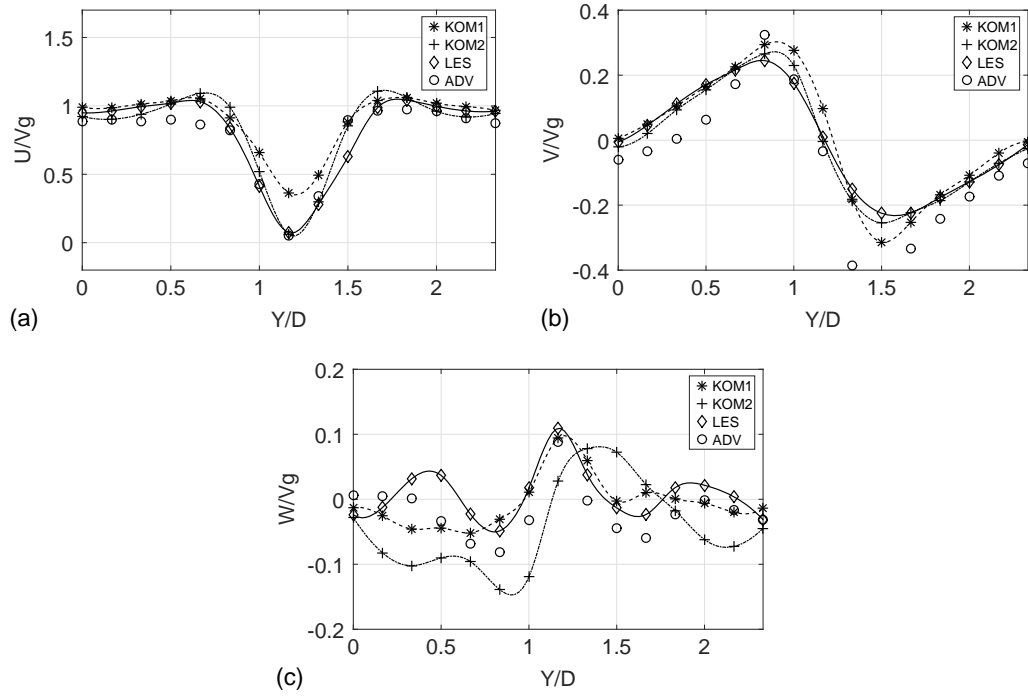 1.5
1
0.5
0
U/Vg
0
0.5
1
1.5
2
Y/D
KOM1
KOM2
LES
ADV
(a)
0.4
0.2
0
-0.2
-0.4
V/Vg
0
0.5
1
1.5
2
Y/D
KOM1
KOM2
LES
ADV
(b)
0.2
0.1
0
-0.1
-0.2
W/Vg
0
0.5
1
1.5
2
Y/D
KOM1
KOM2
LES
ADV
(c)